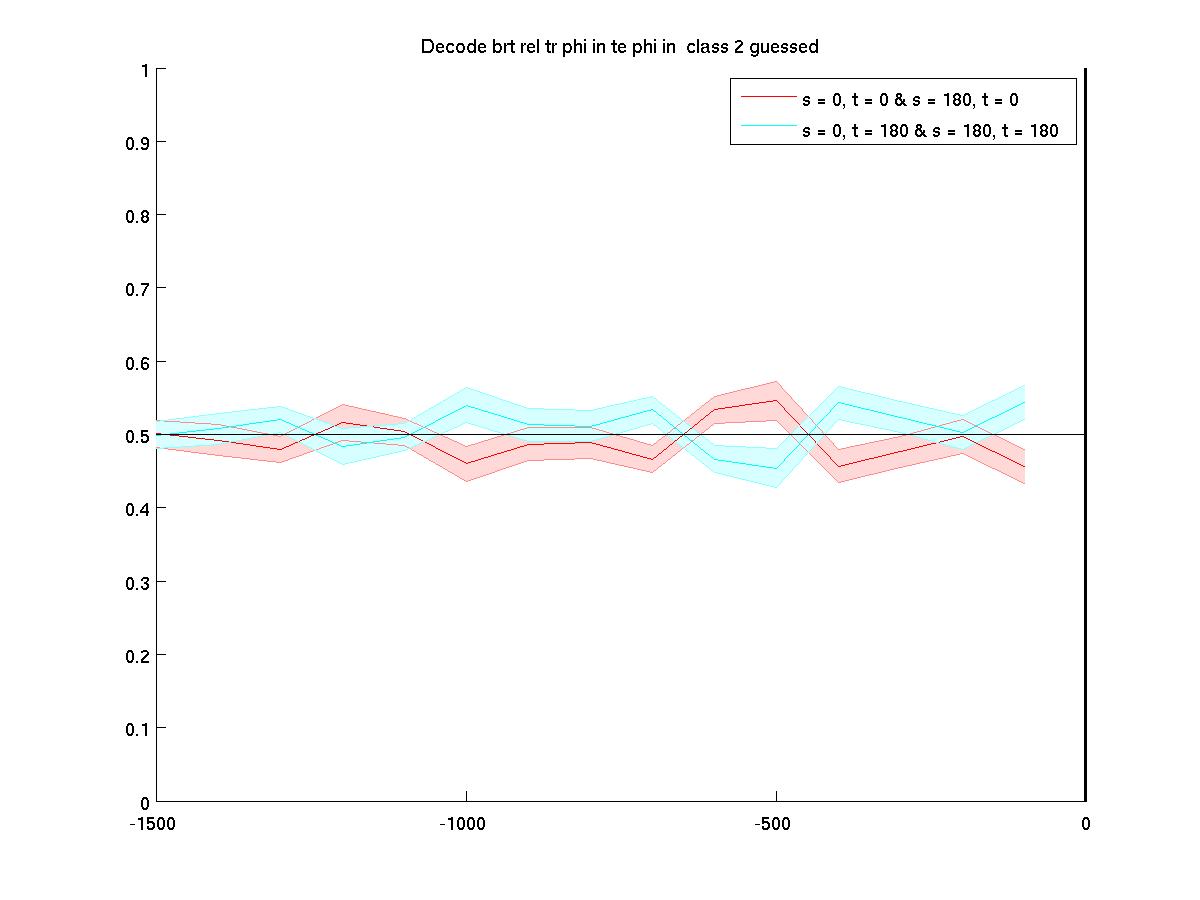 Decode brt rel tr phi in te phi in  class 2 guessed
s = 0, t = 0 & s = 180, t = 0
s = 0, t = 180 & s = 180, t = 180
1
0.9
0.8
0.7
0.6
0.5
0.4
0.3
0.2
0.1
0
-1500 -1000 -500 0